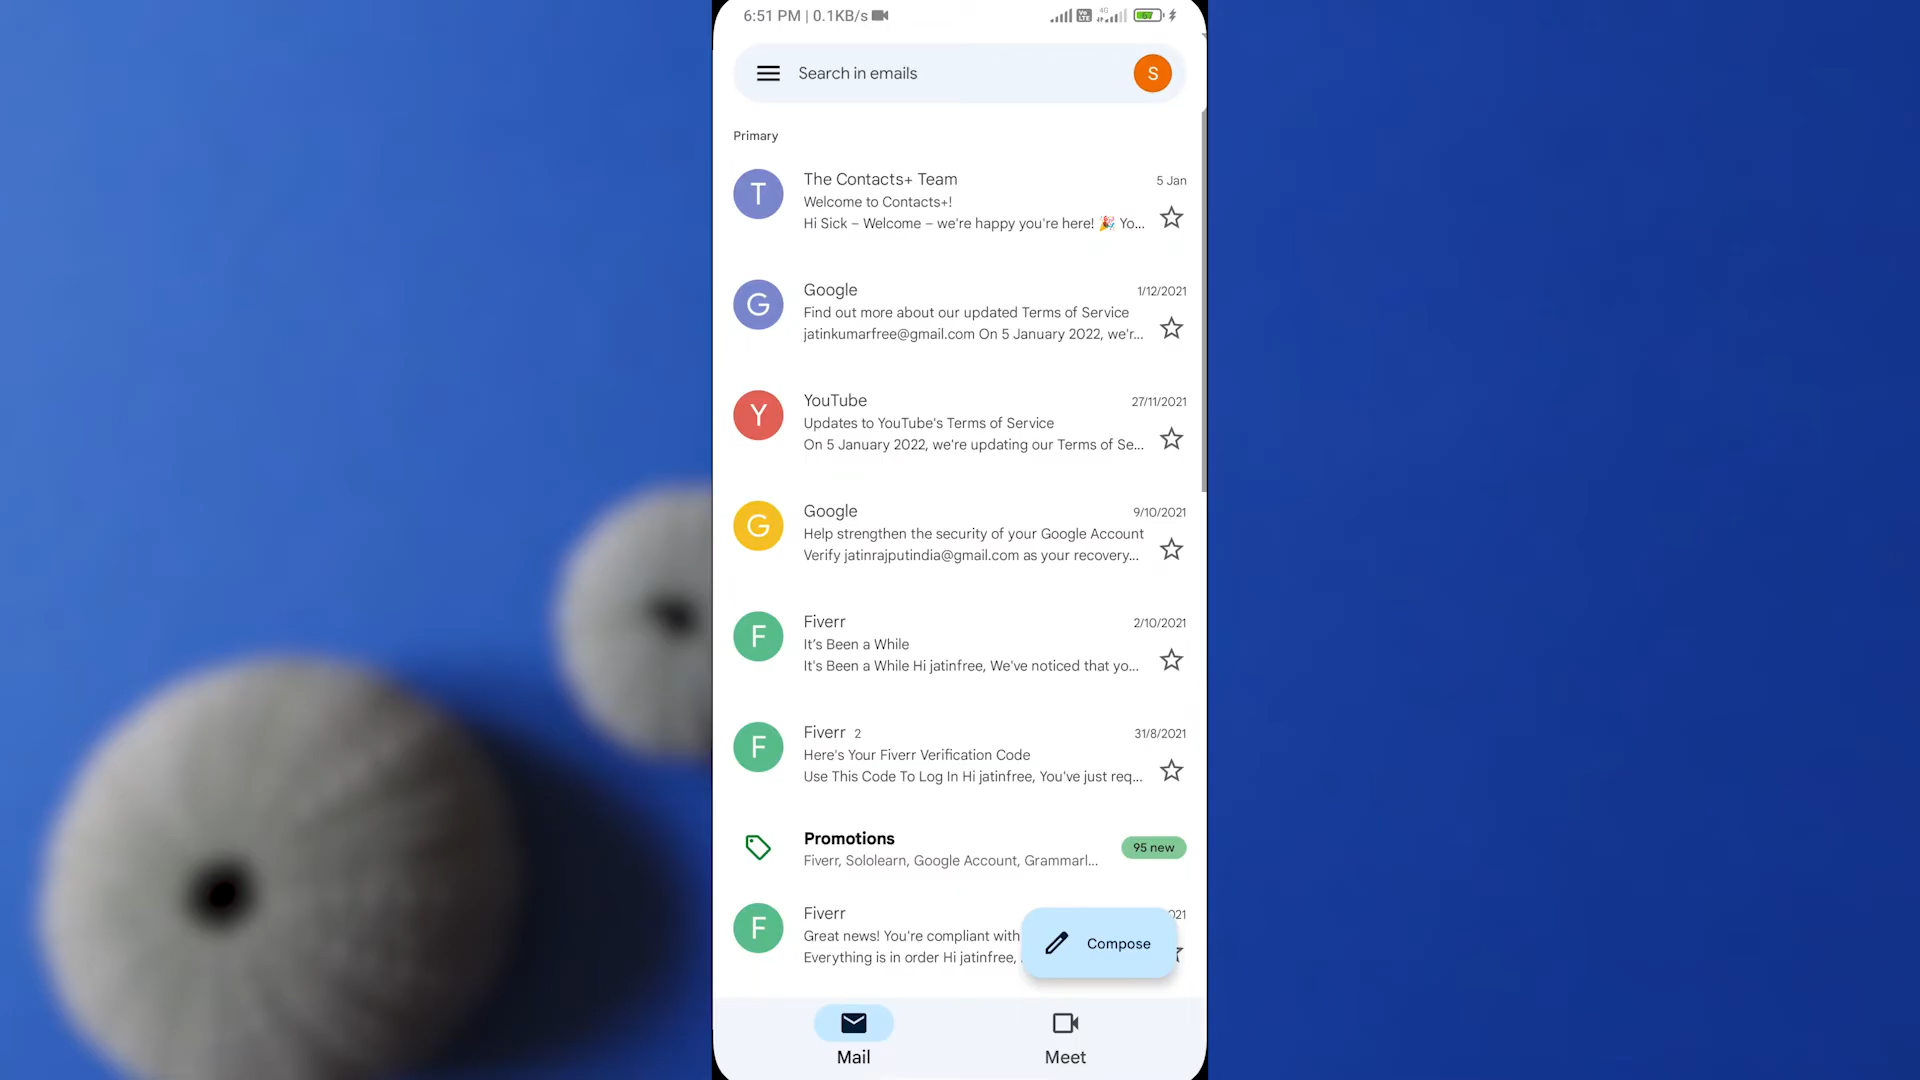 6:51 PM | 0.1KB/s
Vo LTE
4G
67
Search in emails
S
Primary
T
The Contacts+ Team
5 Jan
Welcome to Contacts+!
Hi Sick – Welcome – we're happy you're here! 🎉 Yo...
G
Google
1/12/2021
Find out more about our updated Terms of Service
jatinkumarfree@gmail.com On 5 January 2022, we'r...
Y
YouTube
27/11/2021
Updates to YouTube's Terms of Service
On 5 January 2022, we're updating our Terms of Se...
G
Google
9/10/2021
Help strengthen the security of your Google Account
Verify jatinrajputindia@gmail.com as your recovery...
F
Fiverr
2/10/2021
It’s Been a While
It's Been a While Hi jatinfree, We've noticed that yo...
F
Fiverr 2
31/8/2021
Here's Your Fiverr Verification Code
Use This Code To Log In Hi jatinfree, You've just req...
Promotions
95 new
Fiverr, Sololearn, Google Account, Grammarl...
F
Fiverr
021
Great news! You're compliant with
Everything is in order Hi jatinfree,
Compose
Mail
Meet